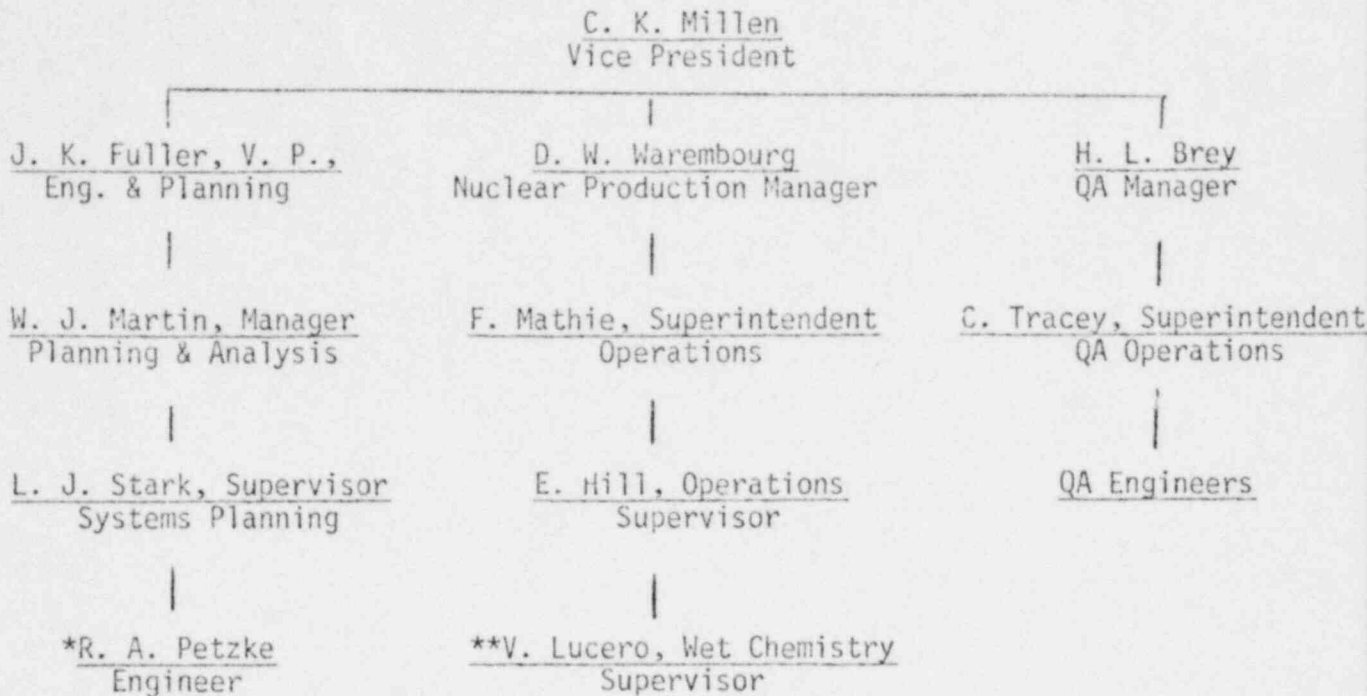 C. K. Millen
Vice President
J. K. Fuller, V. P.,
Eng. & Planning
D. W. Warembourg
Nuclear Production Manager
H. L. Brey
QA Manager
W. J. Martin, Manager
Planning & Analysis
F. Mathie, Superintendent
Operations
C. Tracey, Superintendent
QA Operations
L. J. Stark, Supervisor
Systems Planning
E. Hill, Operations
Supervisor
QA Engineers
*R. A. Petzke
Engineer
**V. Lucero, Wet Chemistry
Supervisor